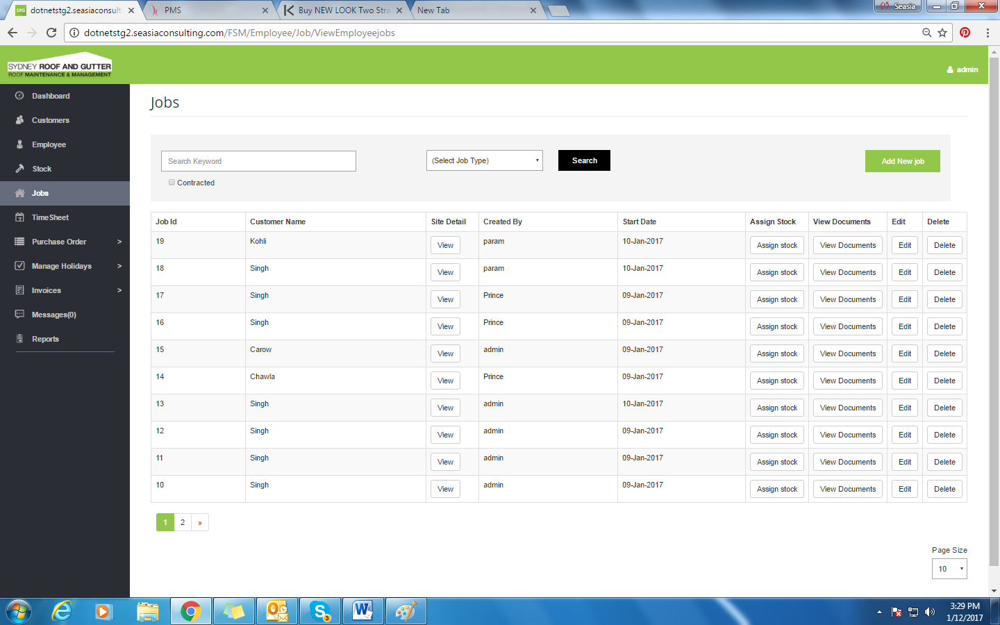 SRG dotnetstg2.seasiaconsult
PMS
Buy NEW LOOK Two Stra
New Tab
Seasia
dotnetstg2.seasiaconsulting.com/FSM/Employee/Job/ViewEmployeejobs
SYDNEY ROOF AND GUTTER
ROOF MAINTENANCE & MANAGEMENT
admin
Dashboard
Customers
Employee
Stock
Jobs
TimeSheet
Purchase Order >
Manage Holidays >
Invoices >
Messages(0)
Reports
Jobs
Search Keyword
(Select Job Type)
Search
Add New job
Contracted
Job Id Customer Name Site Detail Created By Start Date Assign Stock View Documents Edit Delete
19 Kohli View param 10-Jan-2017 Assign stock View Documents Edit Delete
18 Singh View param 10-Jan-2017 Assign stock View Documents Edit Delete
17 Singh View Prince 09-Jan-2017 Assign stock View Documents Edit Delete
16 Singh View Prince 09-Jan-2017 Assign stock View Documents Edit Delete
15 Carow View admin 09-Jan-2017 Assign stock View Documents Edit Delete
14 Chawla View Prince 09-Jan-2017 Assign stock View Documents Edit Delete
13 Singh View admin 10-Jan-2017 Assign stock View Documents Edit Delete
12 Singh View admin 09-Jan-2017 Assign stock View Documents Edit Delete
11 Singh View admin 09-Jan-2017 Assign stock View Documents Edit Delete
10 Singh View admin 09-Jan-2017 Assign stock View Documents Edit Delete
1 2 »
Page Size
10
3:29 PM
1/12/2017